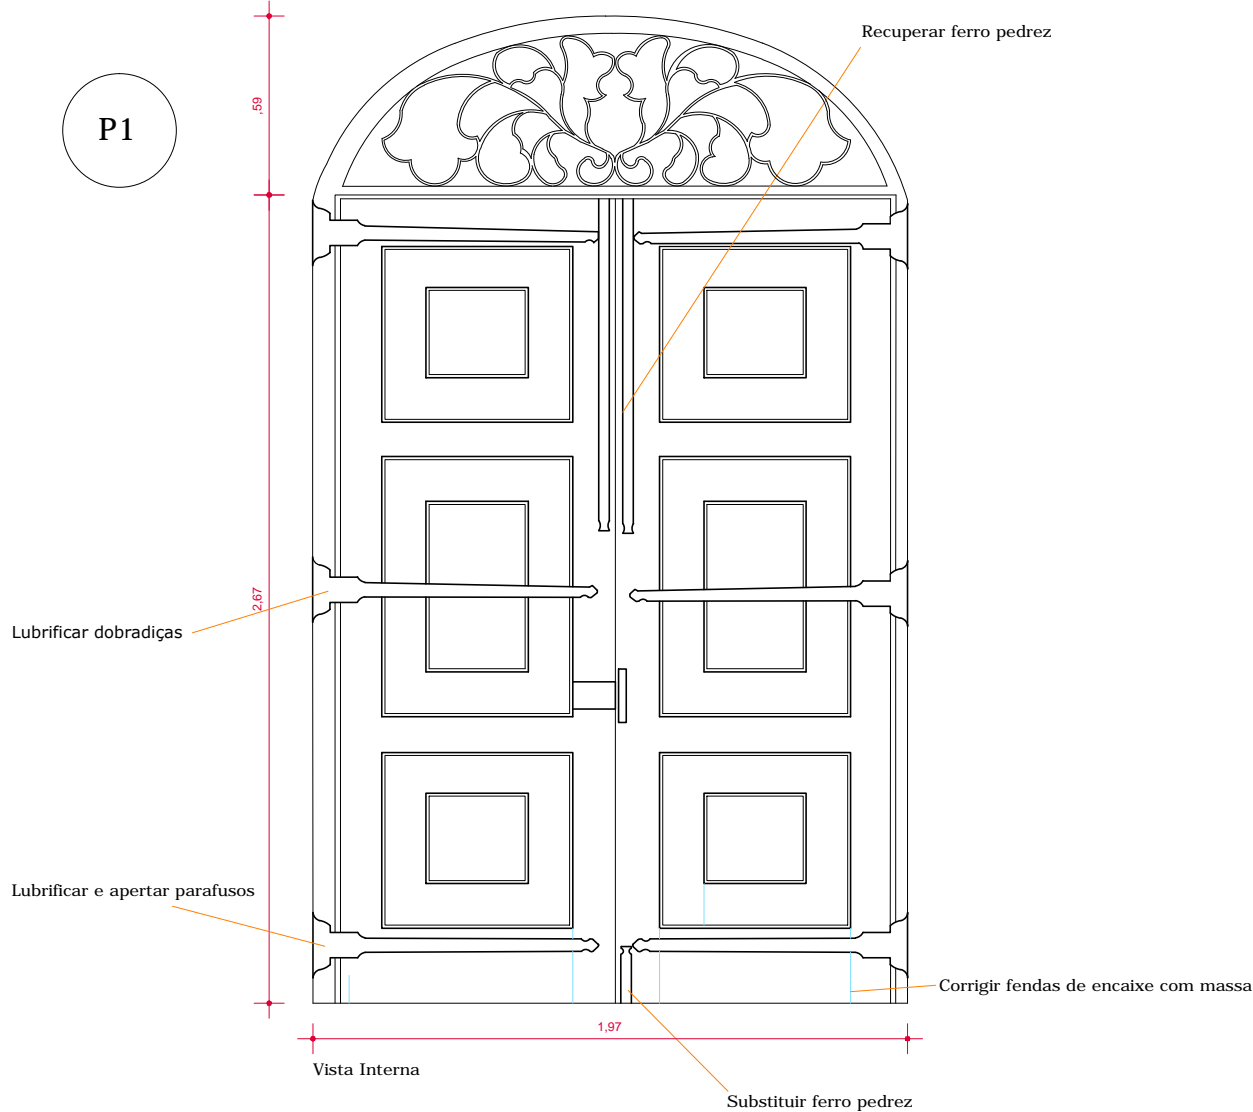 Recuperar ferro pedrez
P1
,59
2,67
Lubrificar dobradiças
Lubrificar e apertar parafusos
Corrigir fendas de encaixe com massa
1,97
Vista Interna
Substituir ferro pedrez